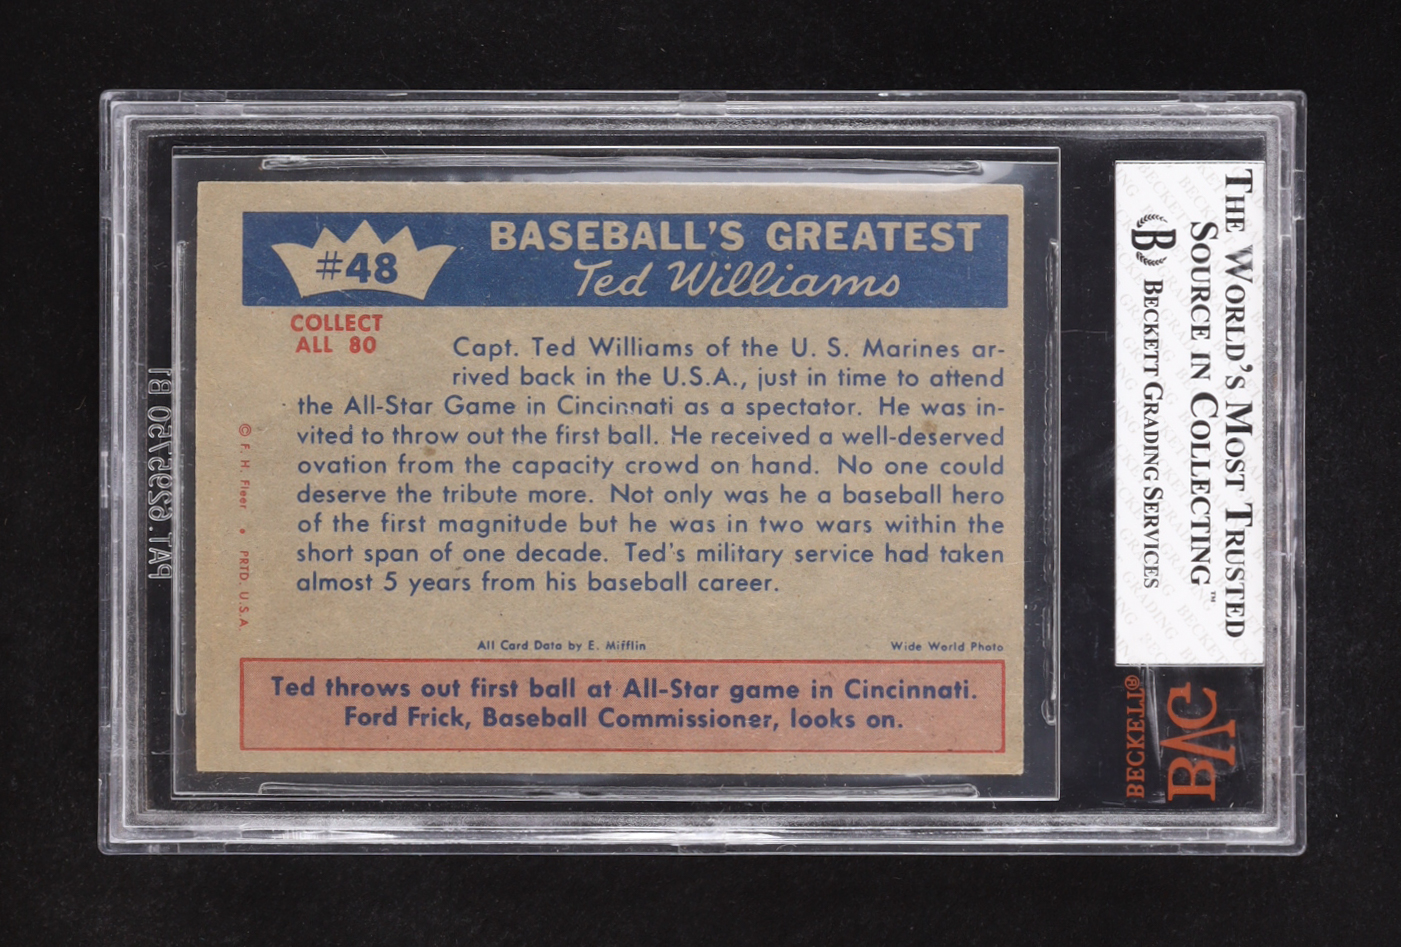 #48
BASEBALL'S GREATEST
Ted Williams
COLLECT
ALL 80
Capt. Ted Williams of the U. S. Marines ar-
rived back in the U.S.A., just in time to attend
the All-Star Game in Cincinnati as a spectator. He was in-
vited to throw out the first ball. He received a well-deserved
ovation from the capacity crowd on hand. No one could
deserve the tribute more. Not only was he a baseball hero
of the first magnitude but he was in two wars within the
short span of one decade. Ted's military service had taken
almost 5 years from his baseball career.
© F. H. Fleer • PRTD. U.S.A.
All Card Data by E. Mifflin
Wide World Photo
Ted throws out first ball at All-Star game in Cincinnati.
Ford Frick, Baseball Commissioner, looks on.
THE WORLD'S MOST TRUSTED
SOURCE IN COLLECTING™
B BECKETT GRADING SERVICES
BECKETT®
BVG